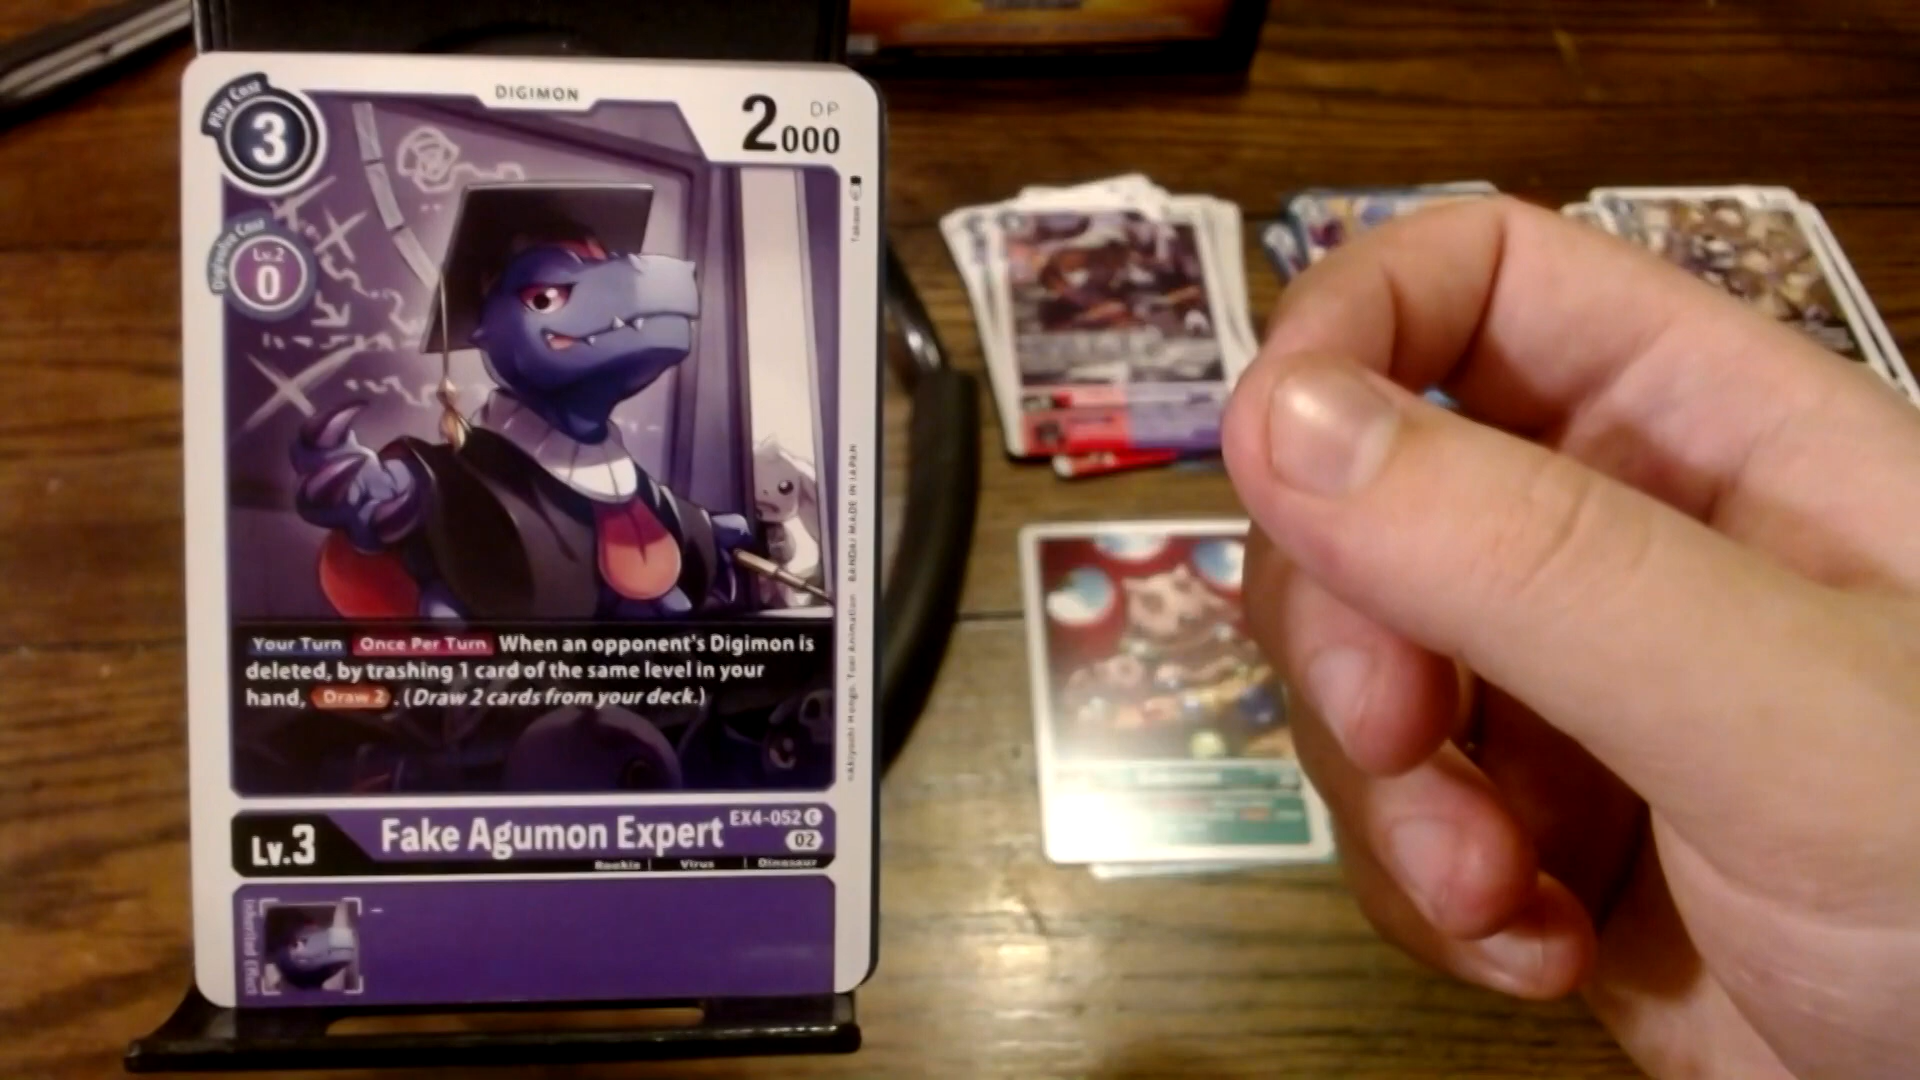 DIGIMON
Play Cost
3
DP
2000
Digivolve Cost
Lv.2
0
Your Turn Once Per Turn When an opponent's Digimon is
deleted, by trashing 1 card of the same level in your
hand, Draw 2. (Draw 2 cards from your deck.)
BANDAI MADE IN JAPAN
Lv.3
Fake Agumon Expert
EX4-052 C
02
Rookie | Virus | Dinosaur
Inherited Effect
-